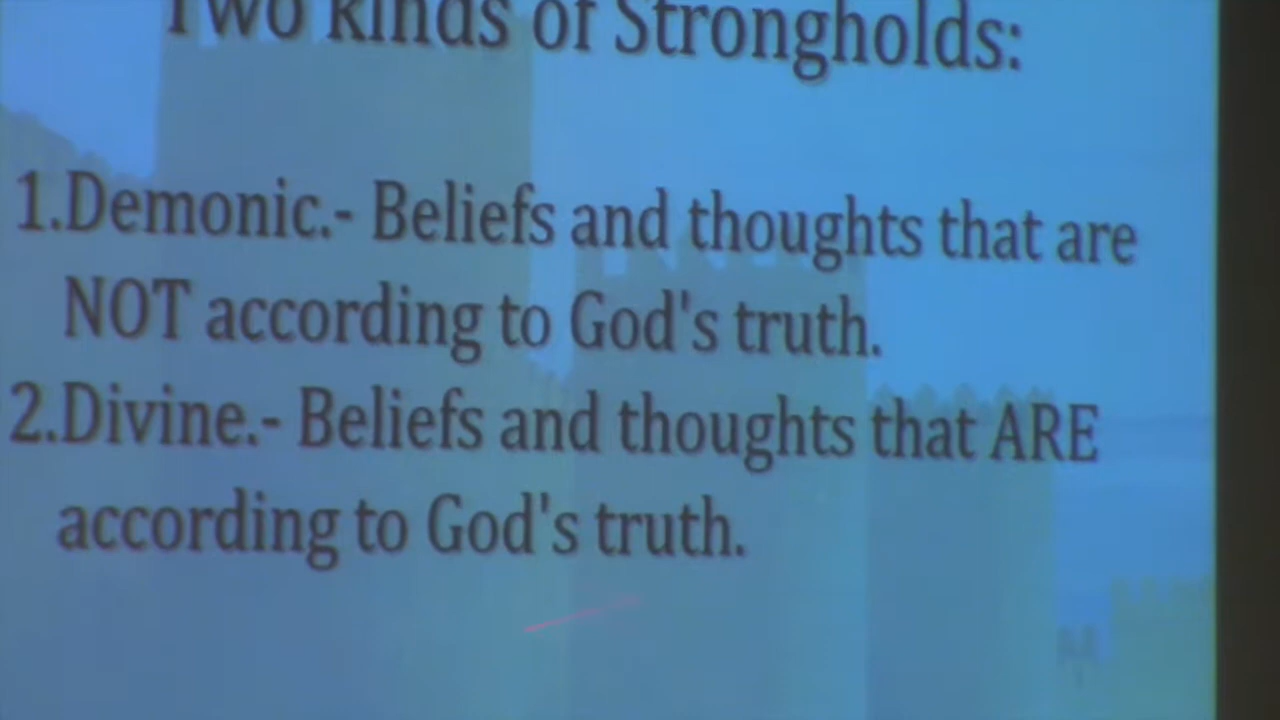 Two kinds of Strongholds:
1.Demonic.- Beliefs and thoughts that are
NOT according to God's truth.
2.Divine.- Beliefs and thoughts that ARE
according to God's truth.